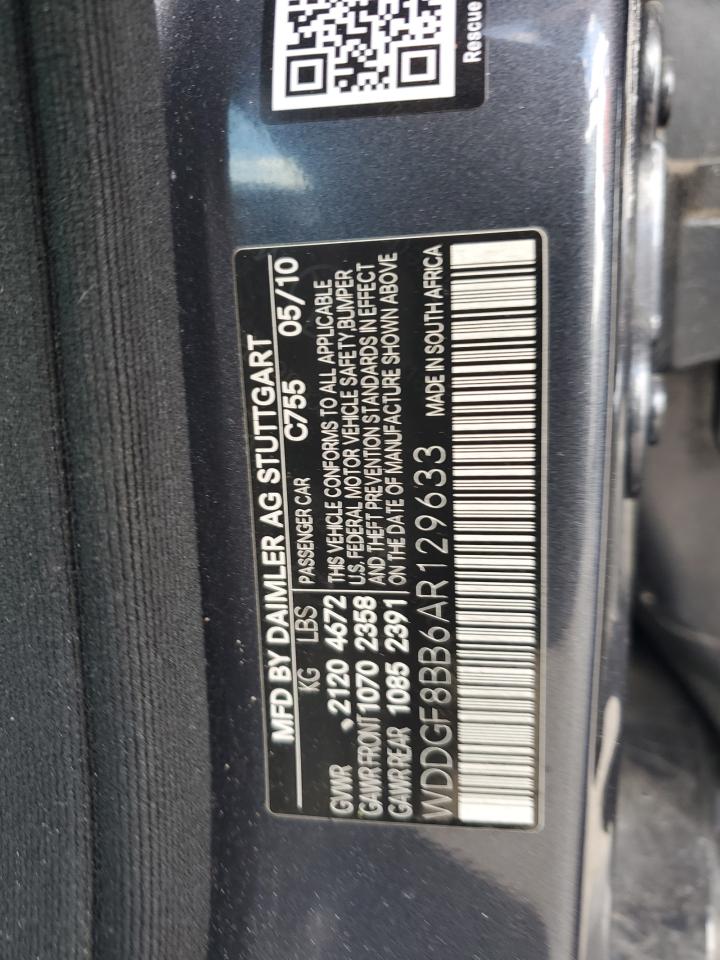 Rescue
MFD BY DAIMLER AG STUTTGART
KG LBS PASSENGER CAR C755 05/10
GVWR 2120 4672 THIS VEHICLE CONFORMS TO ALL APPLICABLE
GAWR FRONT 1070 2358 U.S. FEDERAL MOTOR VEHICLE SAFETY, BUMPER
GAWR REAR 1085 2391 AND THEFT PREVENTION STANDARDS IN EFFECT
ON THE DATE OF MANUFACTURE SHOWN ABOVE
WDDGF8BB6AR129633 MADE IN SOUTH AFRICA